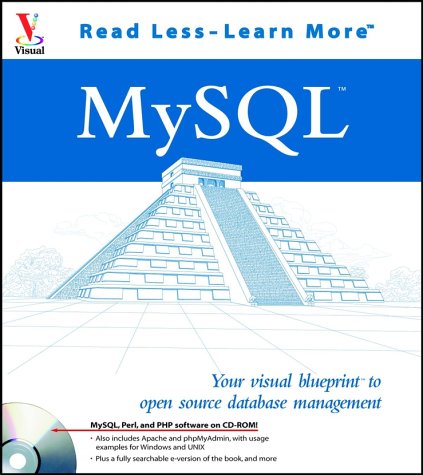 Visual
Read Less-Learn More™
MySQL™
Your visual blueprint™ to
open source database management
MySQL, Perl, and PHP software on CD-ROM!
• Also includes Apache and phpMyAdmin, with usage
examples for Windows and UNIX
• Plus a fully searchable e-version of the book, and more